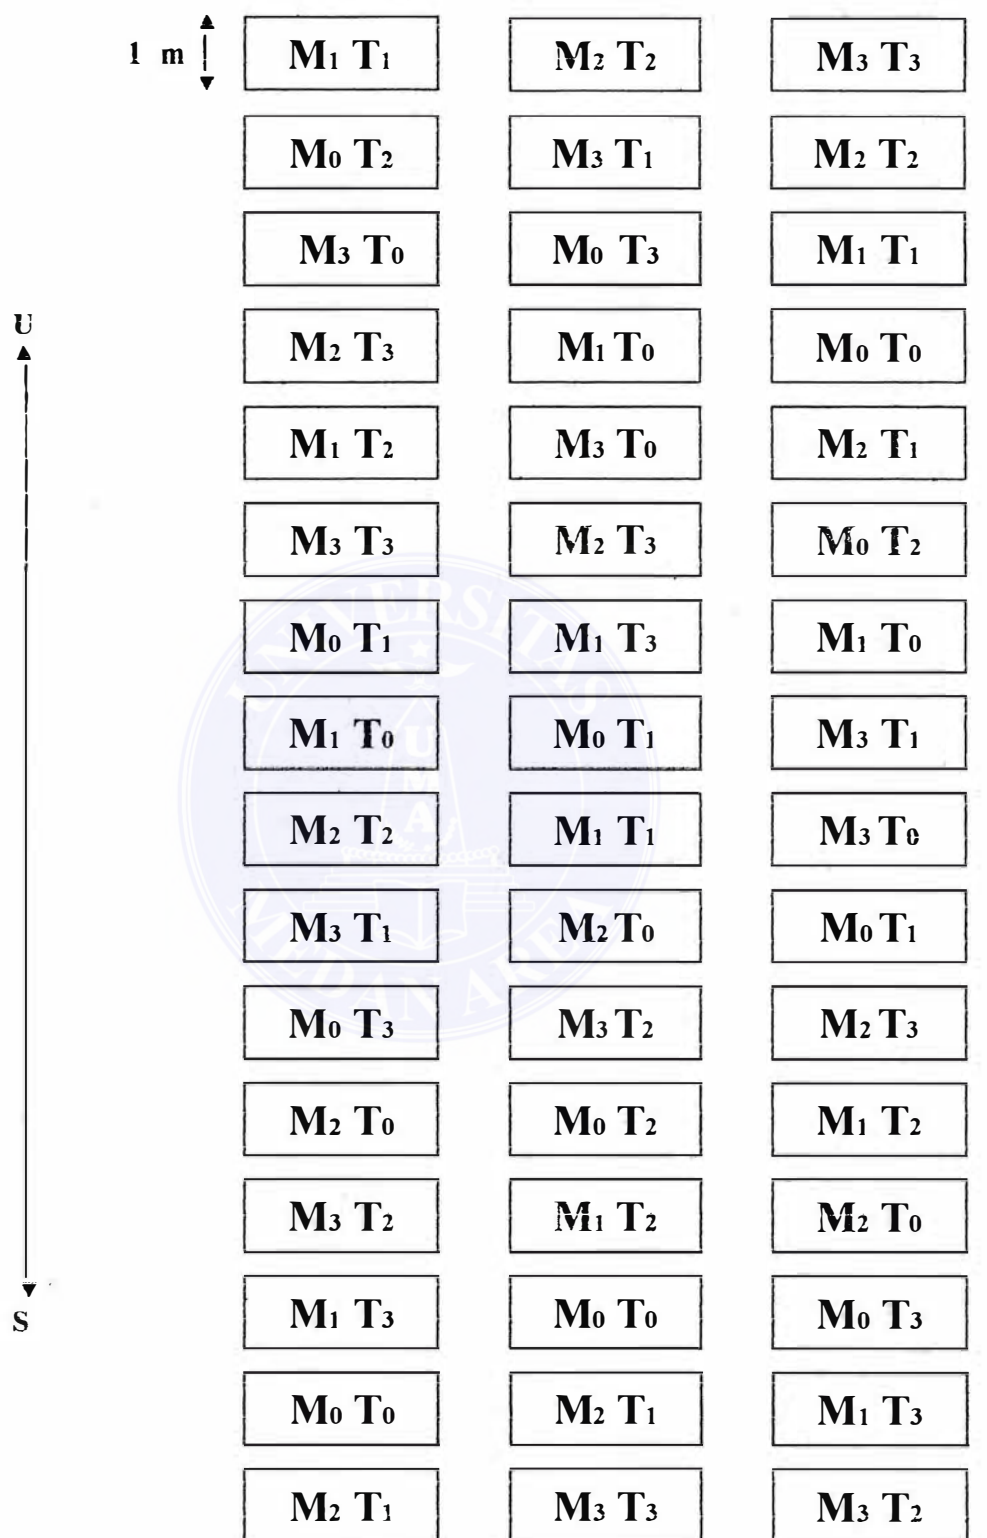 1 m M₁ T₁ M₂ T₂ M₃ T₃
M₀ T₂ M₃ T₁ M₂ T₂
M₃ T₀ M₀ T₃ M₁ T₁
U
M₂ T₃ M₁ T₀ M₀ T₀
M₁ T₂ M₃ T₀ M₂ T₁
M₃ T₃ M₂ T₃ M₀ T₂
M₀ T₁ M₁ T₃ M₁ T₀
M₁ T₀ M₀ T₁ M₃ T₁
M₂ T₂ M₁ T₁ M₃ T₀
M₃ T₁ M₂ T₀ M₀ T₁
M₀ T₃ M₃ T₂ M₂ T₃
M₂ T₀ M₀ T₂ M₁ T₂
M₃ T₂ M₁ T₂ M₂ T₀
S M₁ T₃ M₀ T₀ M₀ T₃
M₀ T₀ M₂ T₁ M₁ T₃
M₂ T₁ M₃ T₃ M₃ T₂
UNIVERSITAS
UMA
MEDAN AREA